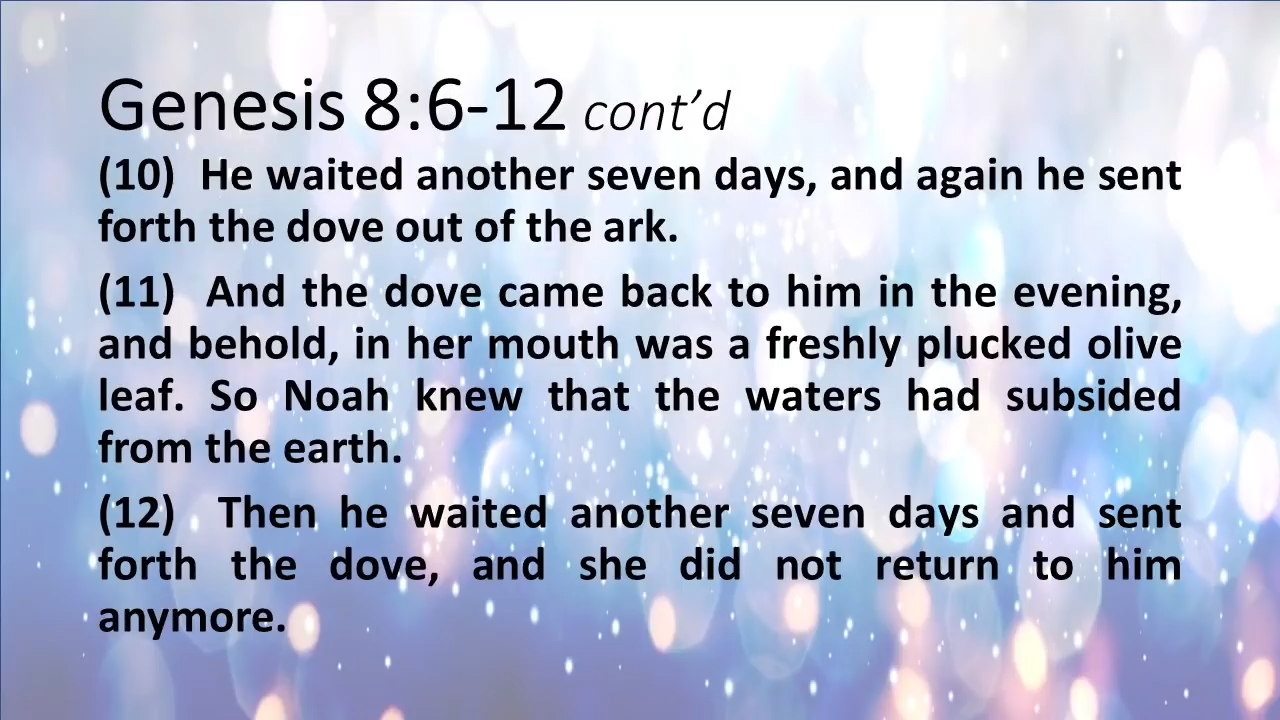 Genesis 8:6-12 cont’d
(10)  He waited another seven days, and again he sent
forth the dove out of the ark.
(11)  And the dove came back to him in the evening,
and behold, in her mouth was a freshly plucked olive
leaf. So Noah knew that the waters had subsided
from the earth.
(12)  Then he waited another seven days and sent
forth the dove, and she did not return to him
anymore.